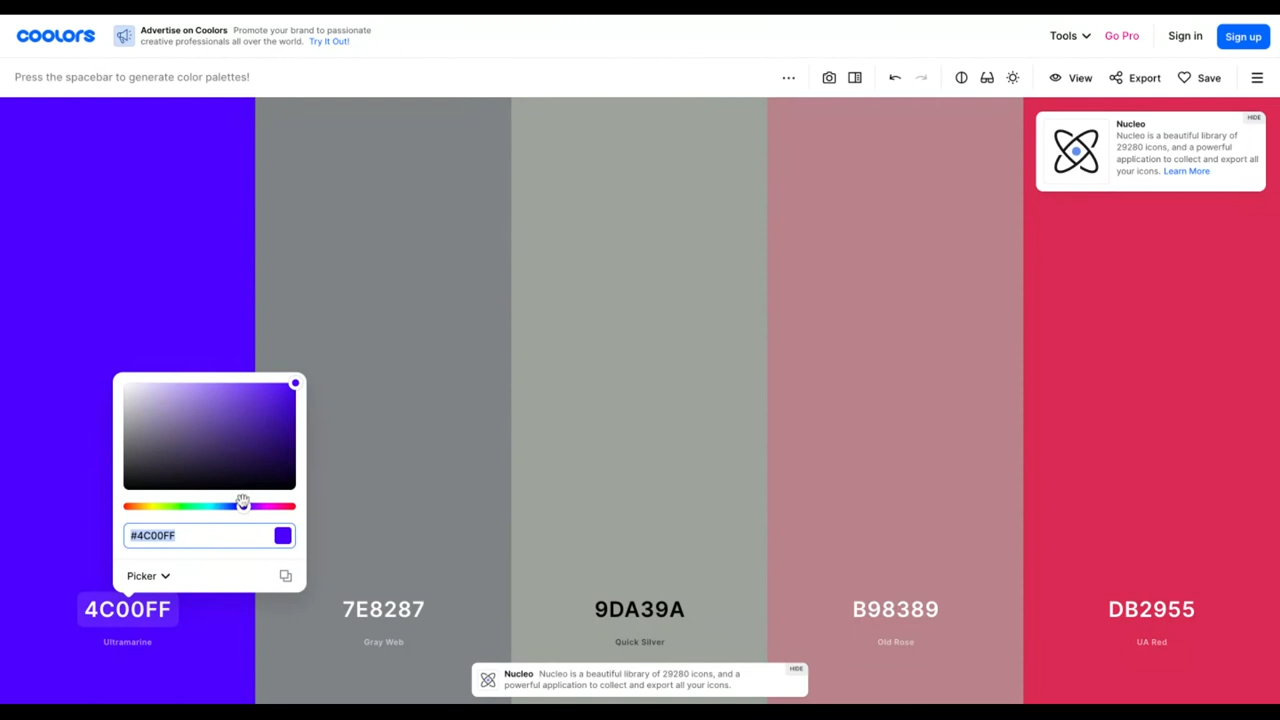 coolors
Advertise on Coolors Promote your brand to passionate
creative professionals all over the world. Try It Out!
Tools Go Pro Sign in Sign up
Press the spacebar to generate color palettes!
View Export Save
HIDE
Nucleo
Nucleo is a beautiful library of
29280 icons, and a powerful
application to collect and export all
your icons. Learn More
#4C00FF
Picker
4C00FF 7E8287 9DA39A B98389 DB2955
Ultramarine Gray Web Quick Silver Old Rose UA Red
Nucleo Nucleo is a beautiful library of 29280 icons, and a HIDE
powerful application to collect and export all your icons.